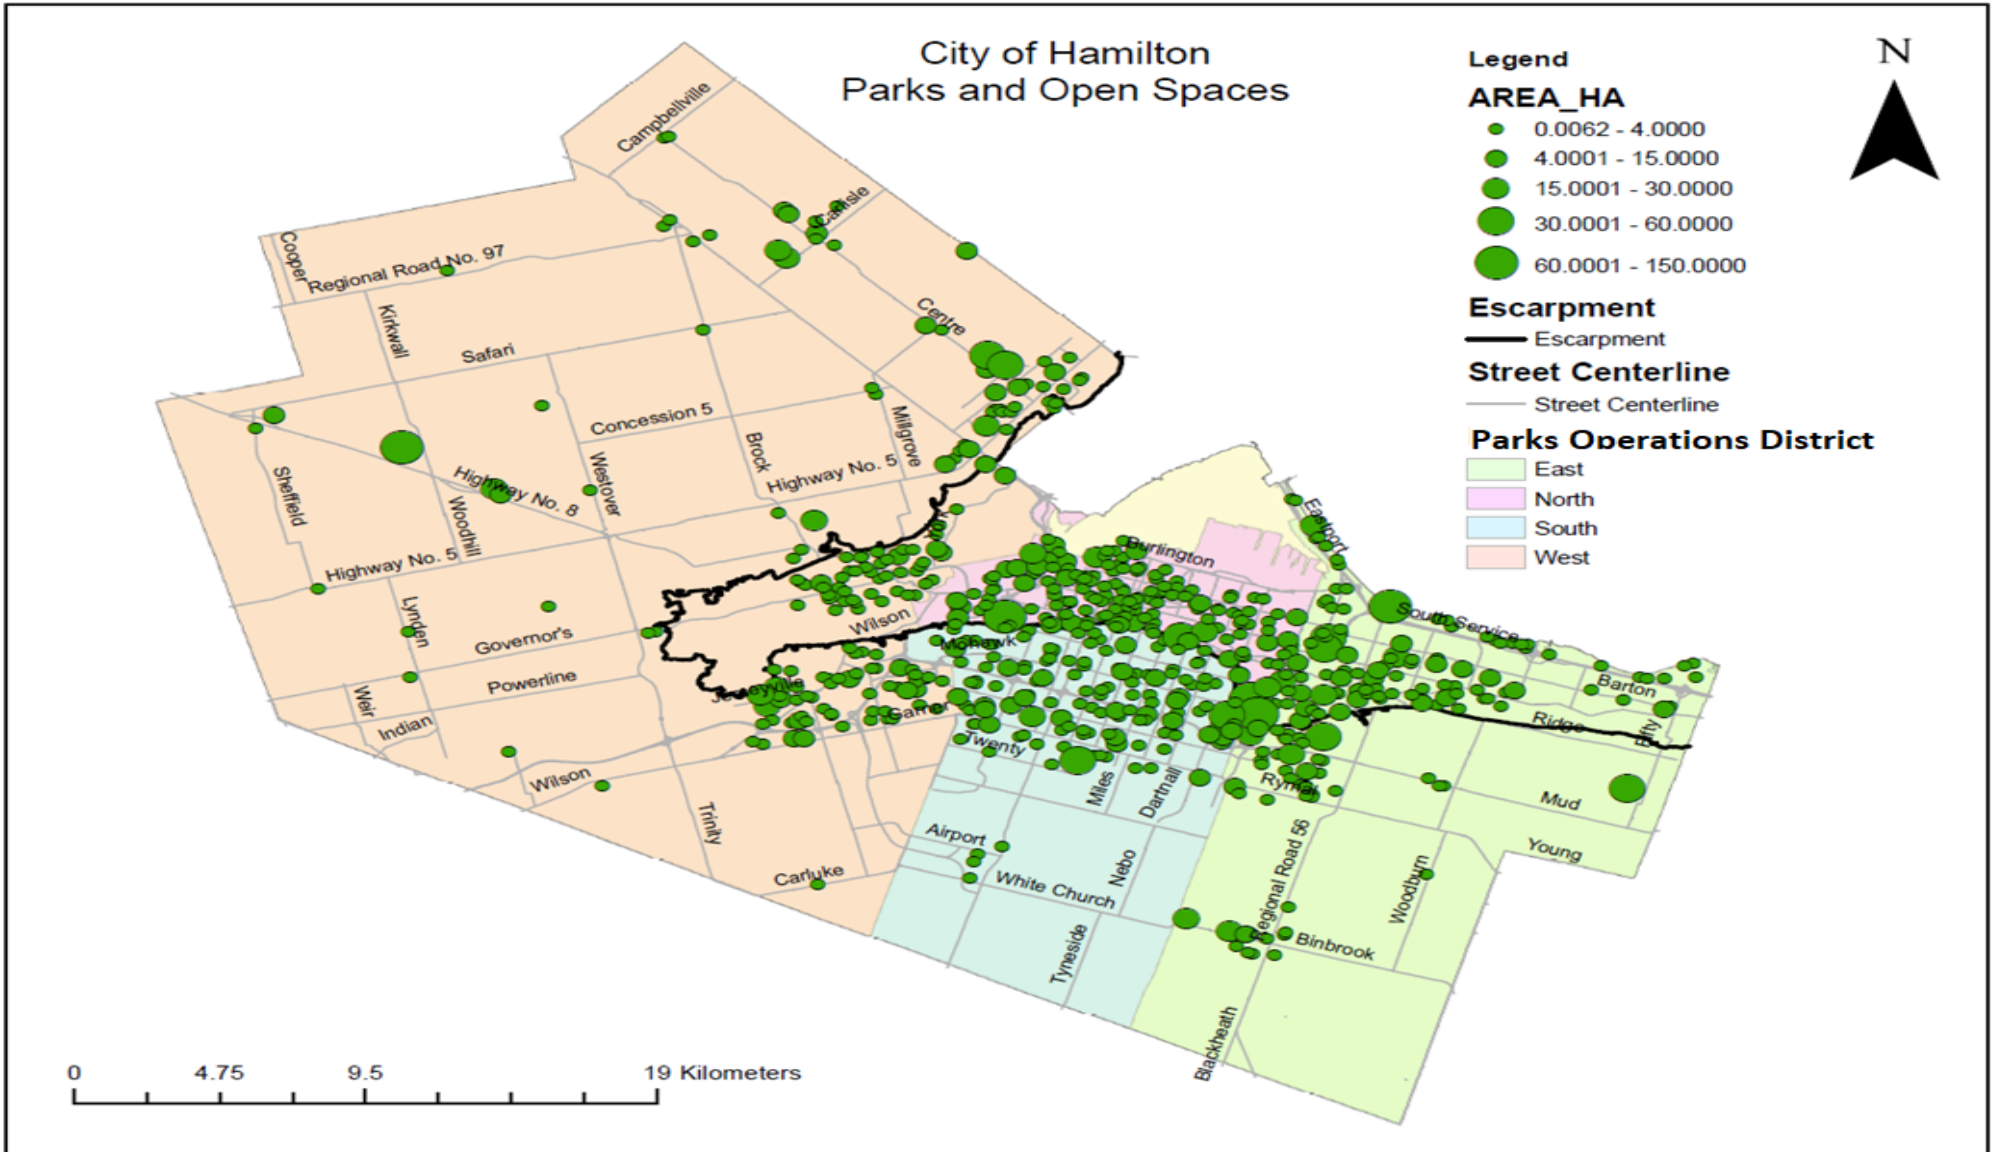 City of Hamilton
Parks and Open Spaces
N
Legend
AREA_HA
0.0062 - 4.0000
4.0001 - 15.0000
15.0001 - 30.0000
30.0001 - 60.0000
60.0001 - 150.0000
Escarpment
Escarpment
Street Centerline
Street Centerline
Parks Operations District
East
North
South
West
Campbellville
Carlisle
Cooper
Regional Road No. 97
Kirkwall
Centre
Safari
Concession 5
Millgrove
Brock
Highway No. 5
Sheffield
Highway No. 8
Westover
Woodhill
York
Eastport
Burlington
Highway No. 5
Lynden
Governor's
Wilson
South Service
Mohawk
Powerline
Jerseyville
Barton
Weir
Indian
Garner
Ridge
Fifty
Twenty
Wilson
Miles
Dartnall
Rymal
Mud
Trinity
Airport
Young
Carluke
White Church
Nebo
Regional Road 56
Woodburn
Tyneside
Binbrook
Blackheath
0 4.75 9.5 19 Kilometers